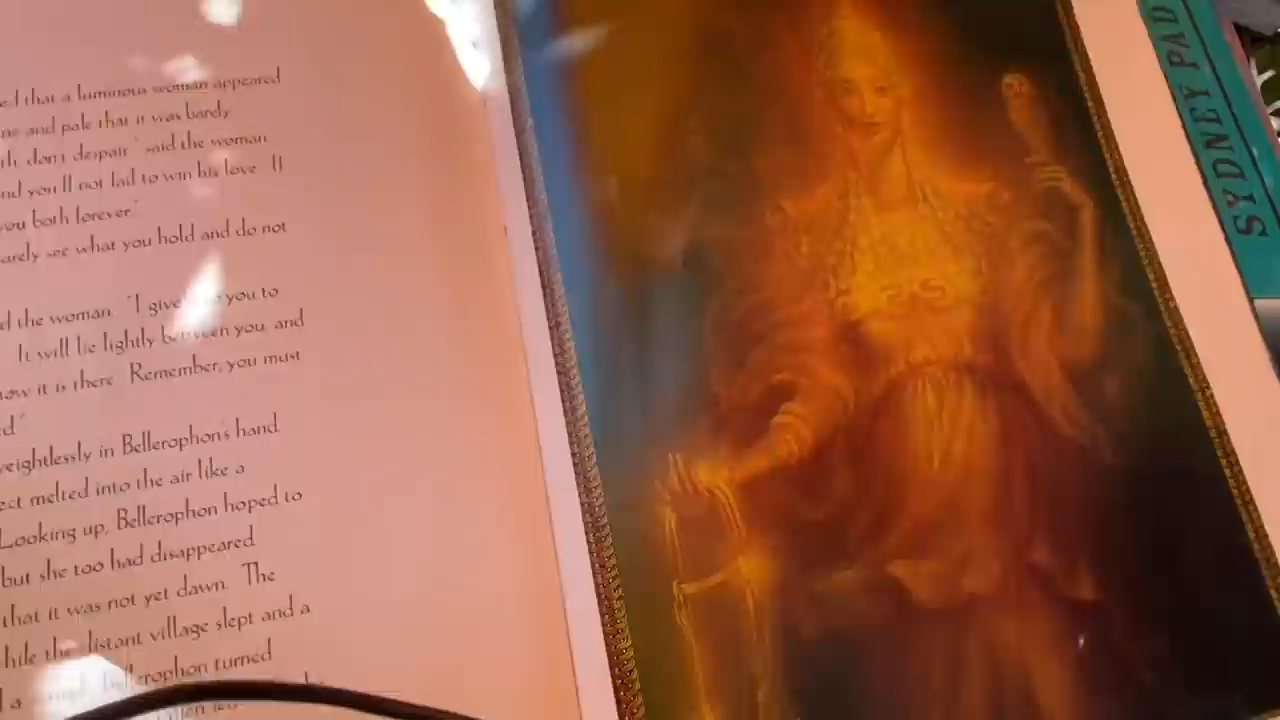 ed that a luminous woman appeared
and pale that it was barely
don't despair" said the woman
nd you'll not fail to win his love. I
you both forever."
arely see what you hold and do not
d the woman. "I give you to
It will lie lightly between you, and
now it is there. Remember, you must
d."
weightlessly in Bellerophon's hand.
ect melted into the air like a
Looking up, Bellerophon hoped to
but she too had disappeared.
that it was not yet dawn. The
hile the distant village slept and a
a Bellerophon turned
SYDNEY PAD